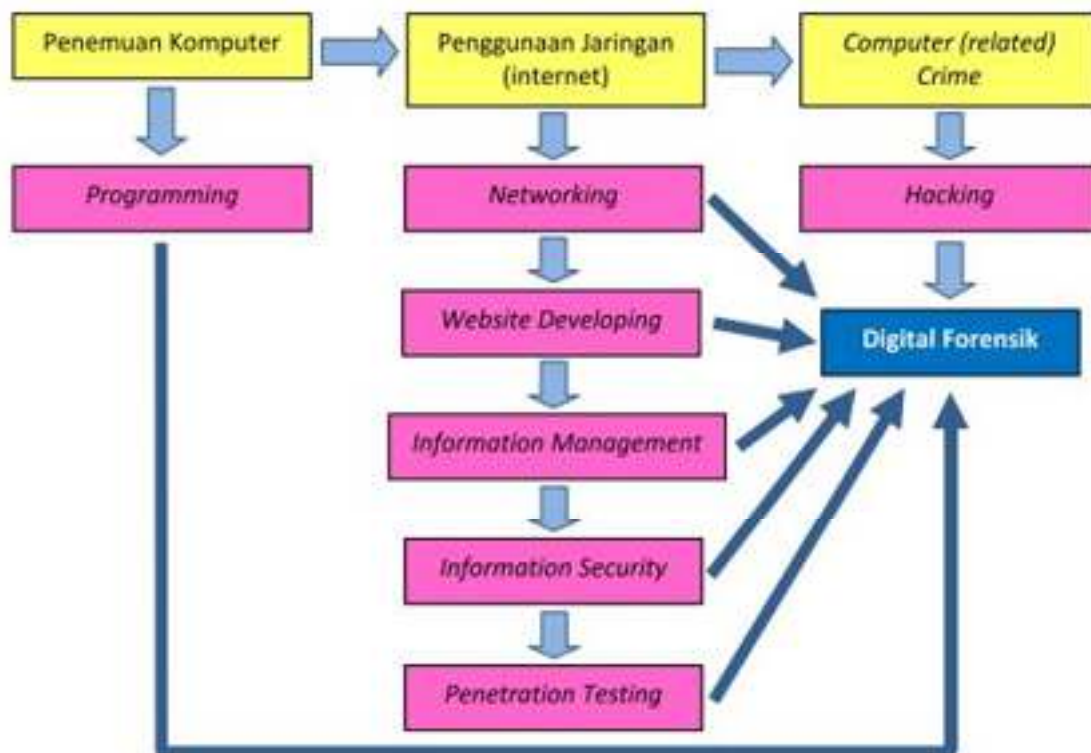 Penemuan Komputer
Penggunaan Jaringan
(internet)
Computer (related)
Crime
Programming
Networking
Hacking
Website Developing
Digital Forensik
Information Management
Information Security
Penetration Testing